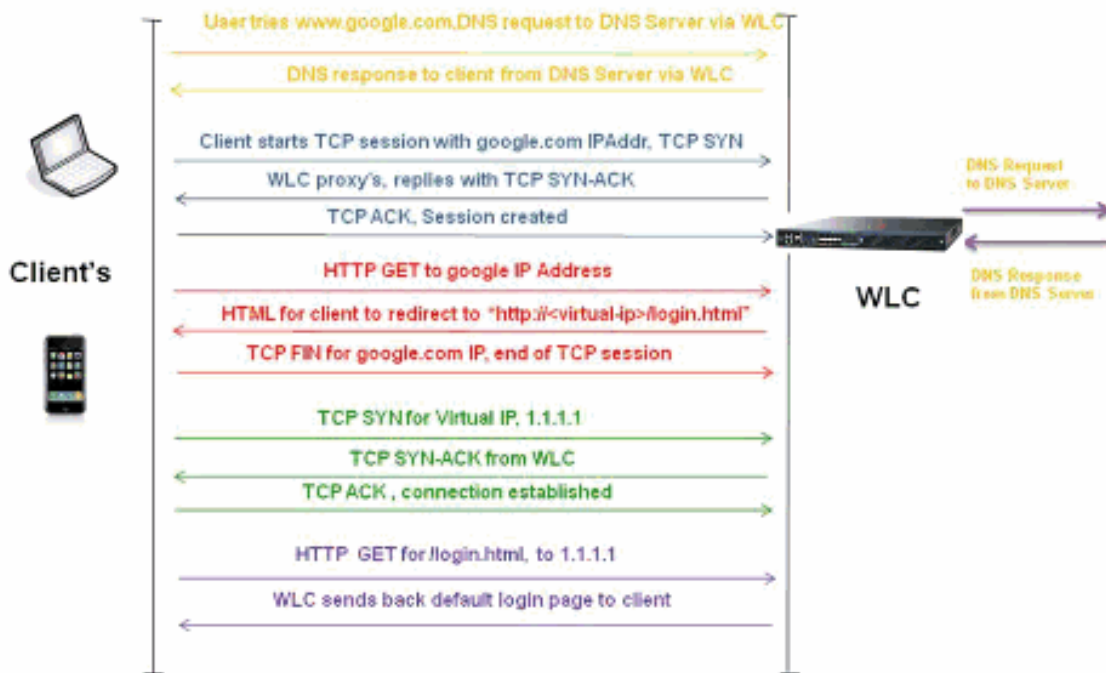 User tries www.google.com,DNS request to DNS Server via WLC
DNS response to client from DNS Server via WLC
Client starts TCP session with google.com IPAddr, TCP SYN
WLC proxy's, replies with TCP SYN-ACK
TCP ACK, Session created
DNS Request
to DNS Server
Client's
HTTP GET to google IP Address
HTML for client to redirect to "http://<virtual-ip>/login.html"
TCP FIN for google.com IP, end of TCP session
WLC
DNS Response
from DNS Server
TCP SYN for Virtual IP, 1.1.1.1
TCP SYN-ACK from WLC
TCP ACK , connection established
HTTP GET for /login.html, to 1.1.1.1
WLC sends back default login page to client